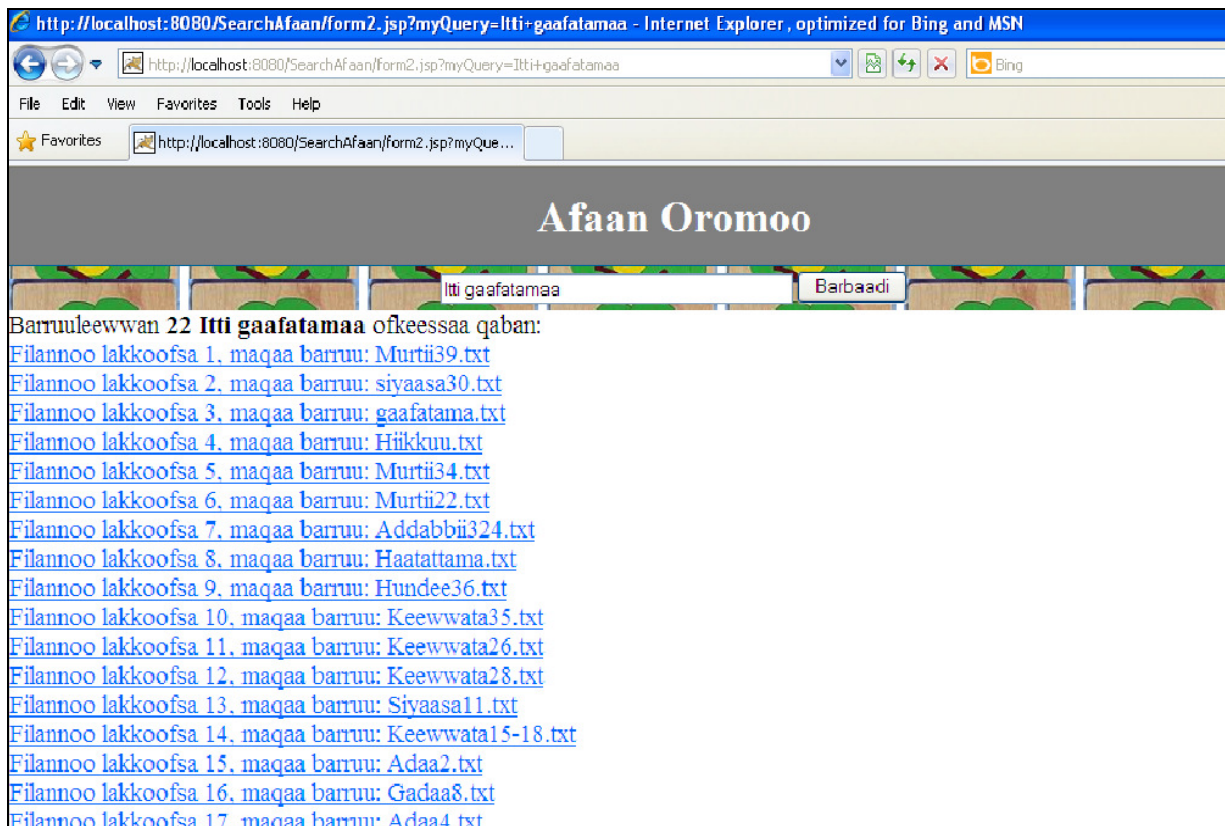 http://localhost:8080/SearchAfaan/form2.jsp?myQuery=Itti+gaafatamaa - Internet Explorer, optimized for Bing and MSN
http://localhost:8080/SearchAfaan/form2.jsp?myQuery=Itti+gaafatamaa Bing
File Edit View Favorites Tools Help
Favorites http://localhost:8080/SearchAfaan/form2.jsp?myQue...
Afaan Oromoo
Itti gaafatamaa Barbaadi
Barruuleewwan 22 Itti gaafatamaa ofkeessaa qaban:
Filannoo lakkoofsa 1, maqaa barruu: Murtii39.txt
Filannoo lakkoofsa 2, maqaa barruu: siyaasa30.txt
Filannoo lakkoofsa 3, maqaa barruu: gaafatama.txt
Filannoo lakkoofsa 4, maqaa barruu: Hiikkuu.txt
Filannoo lakkoofsa 5, maqaa barruu: Murtii34.txt
Filannoo lakkoofsa 6, maqaa barruu: Murtii22.txt
Filannoo lakkoofsa 7, maqaa barruu: Addabbii324.txt
Filannoo lakkoofsa 8, maqaa barruu: Haatattama.txt
Filannoo lakkoofsa 9, maqaa barruu: Hundee36.txt
Filannoo lakkoofsa 10, maqaa barruu: Keewwata35.txt
Filannoo lakkoofsa 11, maqaa barruu: Keewwata26.txt
Filannoo lakkoofsa 12, maqaa barruu: Keewwata28.txt
Filannoo lakkoofsa 13, maqaa barruu: Siyaasa11.txt
Filannoo lakkoofsa 14, maqaa barruu: Keewwata15-18.txt
Filannoo lakkoofsa 15, maqaa barruu: Adaa2.txt
Filannoo lakkoofsa 16, maqaa barruu: Gadaa8.txt
Filannoo lakkoofsa 17, maqaa barruu: Adaa4.txt